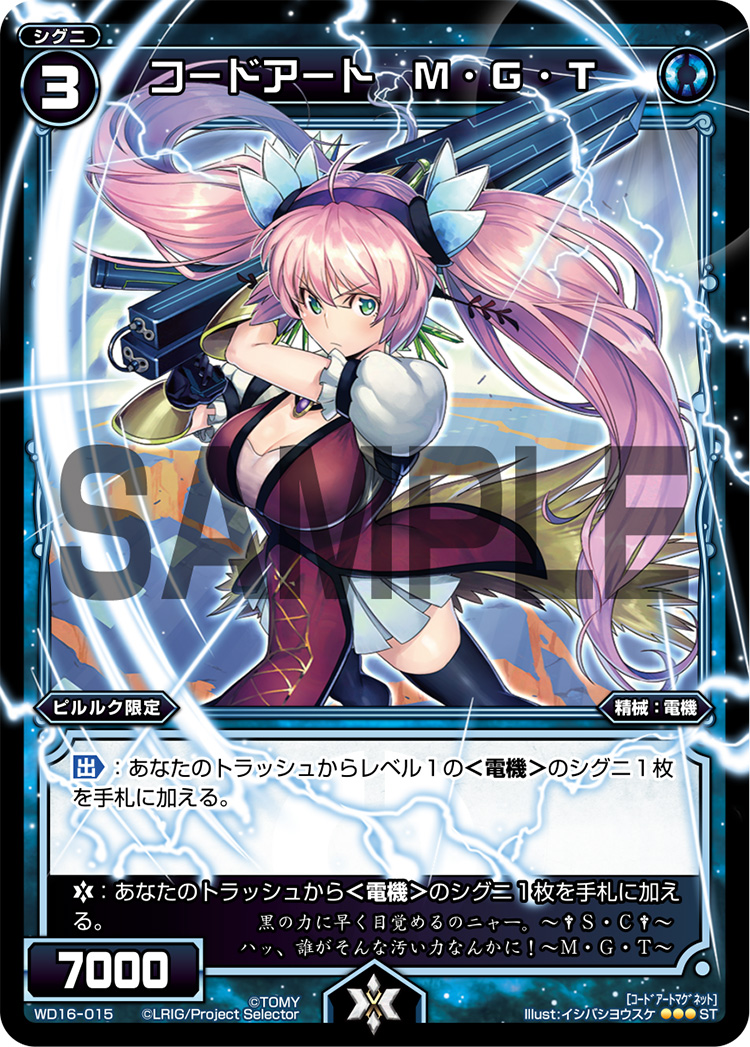 シグニ
3
コードアート M・G・T
SAMPLE
ピルルク限定
精械：電機
出：あなたのトラッシュからレベル１の＜電機＞のシグニ１枚
を手札に加える。
：あなたのトラッシュから＜電機＞のシグニ１枚を手札に加え
る。
黒の力に早く目覚めるのニャー。～✝S・C✝～
ハッ、誰がそんな汚い力なんかに！～M・G・T～
7000
[ｺｰﾄﾞｱｰﾄﾏｸﾞﾈｯﾄ]
WD16-015 ©LRIG/Project Selector ©TOMY
Illust:イシバシヨウスケ ST